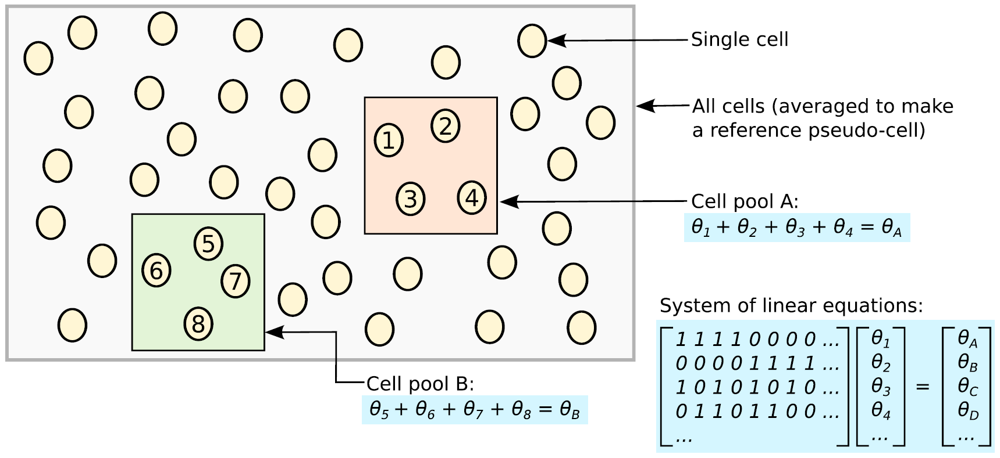 Single cell
All cells (averaged to make
a reference pseudo-cell)
1
2
3
4
Cell pool A:
θ1 + θ2 + θ3 + θ4 = θA
5
6
7
8
Cell pool B:
θ5 + θ6 + θ7 + θ8 = θB
System of linear equations:
1 1 1 1 0 0 0 0 ... θ1 θA
0 0 0 0 1 1 1 1 ... θ2 θB
1 0 1 0 1 0 1 0 ... θ3 = θC
0 1 1 0 1 1 0 0 ... θ4 θD
... ... ...